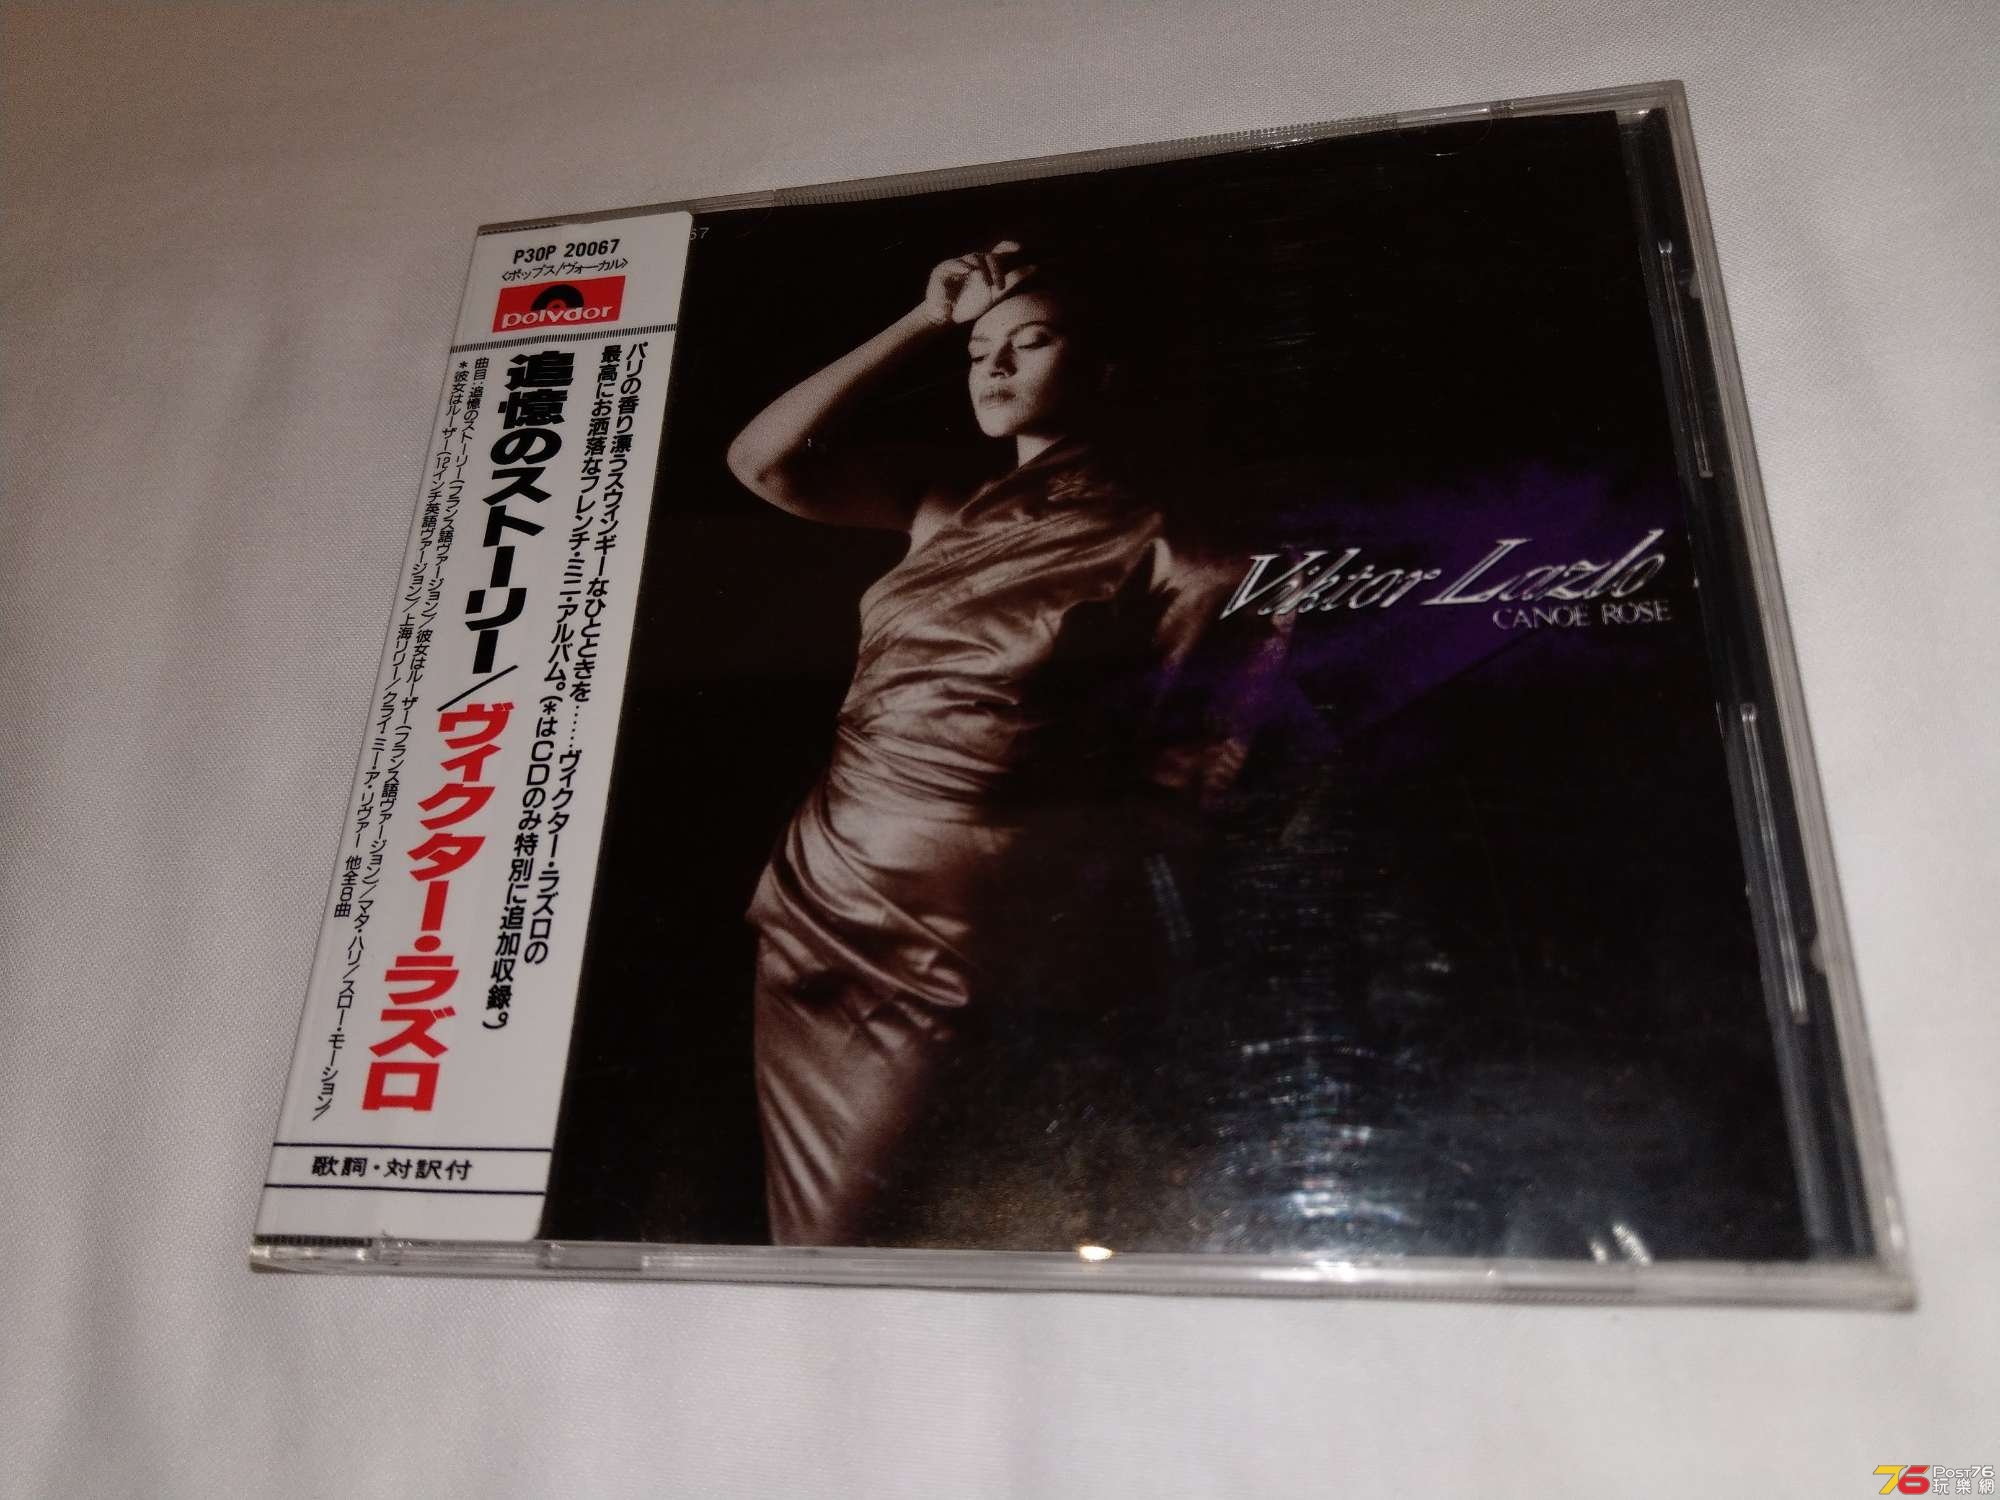 P30P 20067
〈ポップス/ヴォーカル〉
polydor
パリの香り漂うスウィンギーなひとときを……ヴィクター・ラズロの
最高にお洒落なフレンチ・ミニ・アルバム。(＊はCDのみ特別に追加収録。)
追憶のストーリー/ヴィクター・ラズロ
曲目:追憶のストーリー(フランス語ヴァージョン)/彼女はルーザー(フランス語ヴァージョン)/マタ・ハリ/スロー・モーション/
＊彼女はルーザー(12インチ英語ヴァージョン)/上海リリー/クライ・ミー・ア・リヴァー 他全8曲
歌詞・対訳付
67
Viktor Lazlo
CANOE ROSE
76 Post76
玩樂網